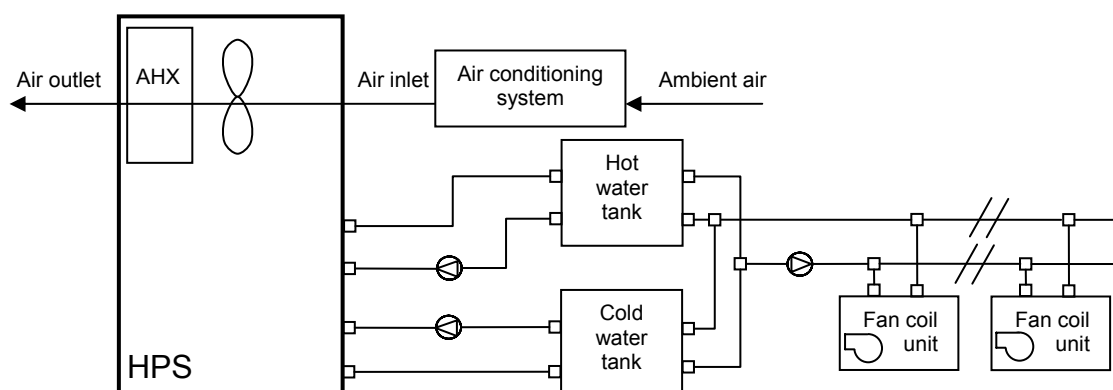 Air outlet
AHX
Air inlet
Air conditioning
system
Ambient air
Hot
water
tank
Cold
water
tank
Fan coil
unit
Fan coil
unit
HPS